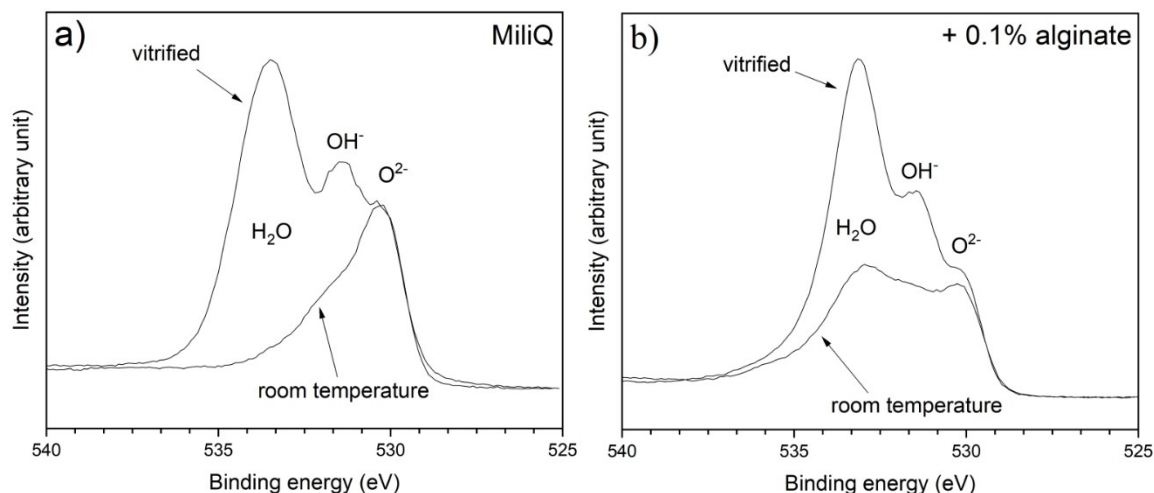 a)
MiliQ
vitrified
OH⁻
O²⁻
H₂O
room temperature
Intensity (arbitrary unit)
540 535 530 525
Binding energy (eV)
b)
+ 0.1% alginate
vitrified
OH⁻
H₂O
O²⁻
room temperature
Intensity (arbitrary unit)
540 535 530 525
Binding energy (eV)